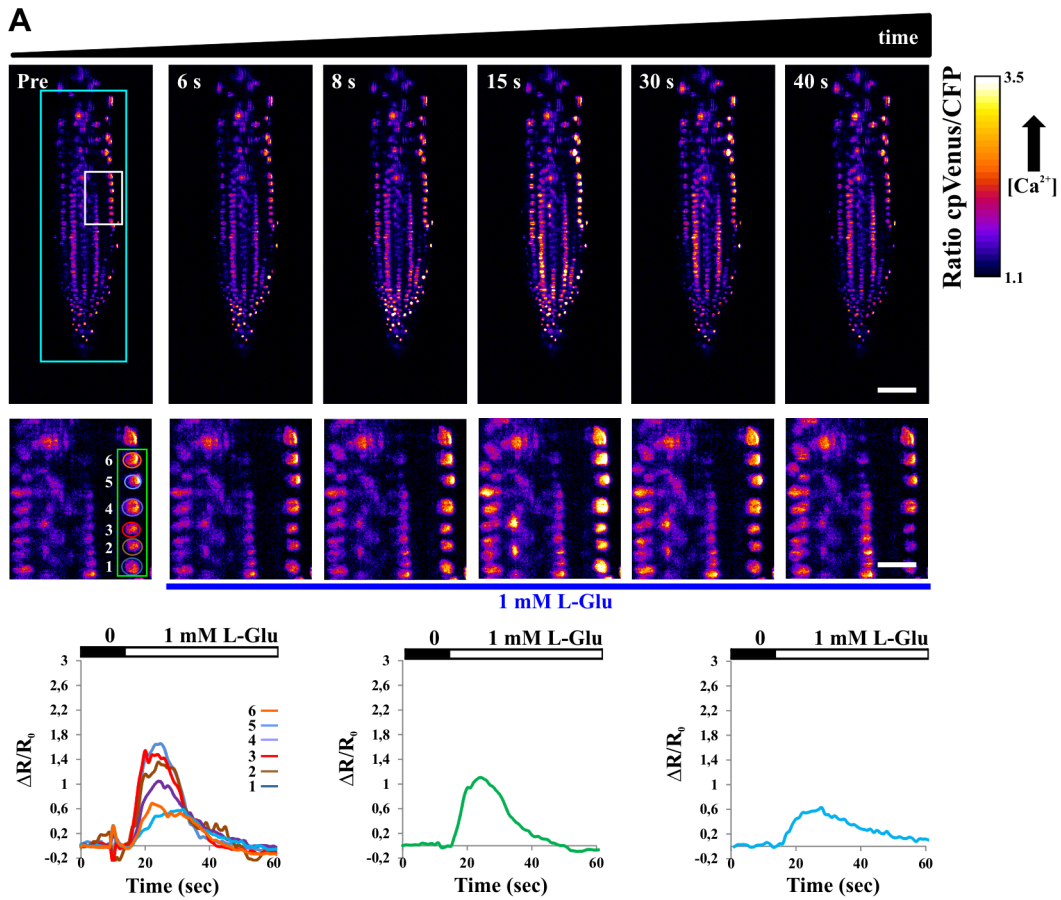 A
time
Pre
6 s
8 s
15 s
30 s
40 s
Ratio cpVenus/CFP
3.5
[Ca²⁺]
1.1
6
5
4
3
2
1
1 mM L-Glu
0 1 mM L-Glu
3
2,6
2,2
1,8
1,4
1
0,6
0,2
-0,2
ΔR/R₀
6
5
4
3
2
1
0 20 40 60
Time (sec)
0 1 mM L-Glu
3
2,6
2,2
1,8
1,4
1
0,6
0,2
-0,2
ΔR/R₀
0 20 40 60
Time (sec)
0 1 mM L-Glu
3
2,6
2,2
1,8
1,4
1
0,6
0,2
-0,2
ΔR/R₀
0 20 40 60
Time (sec)